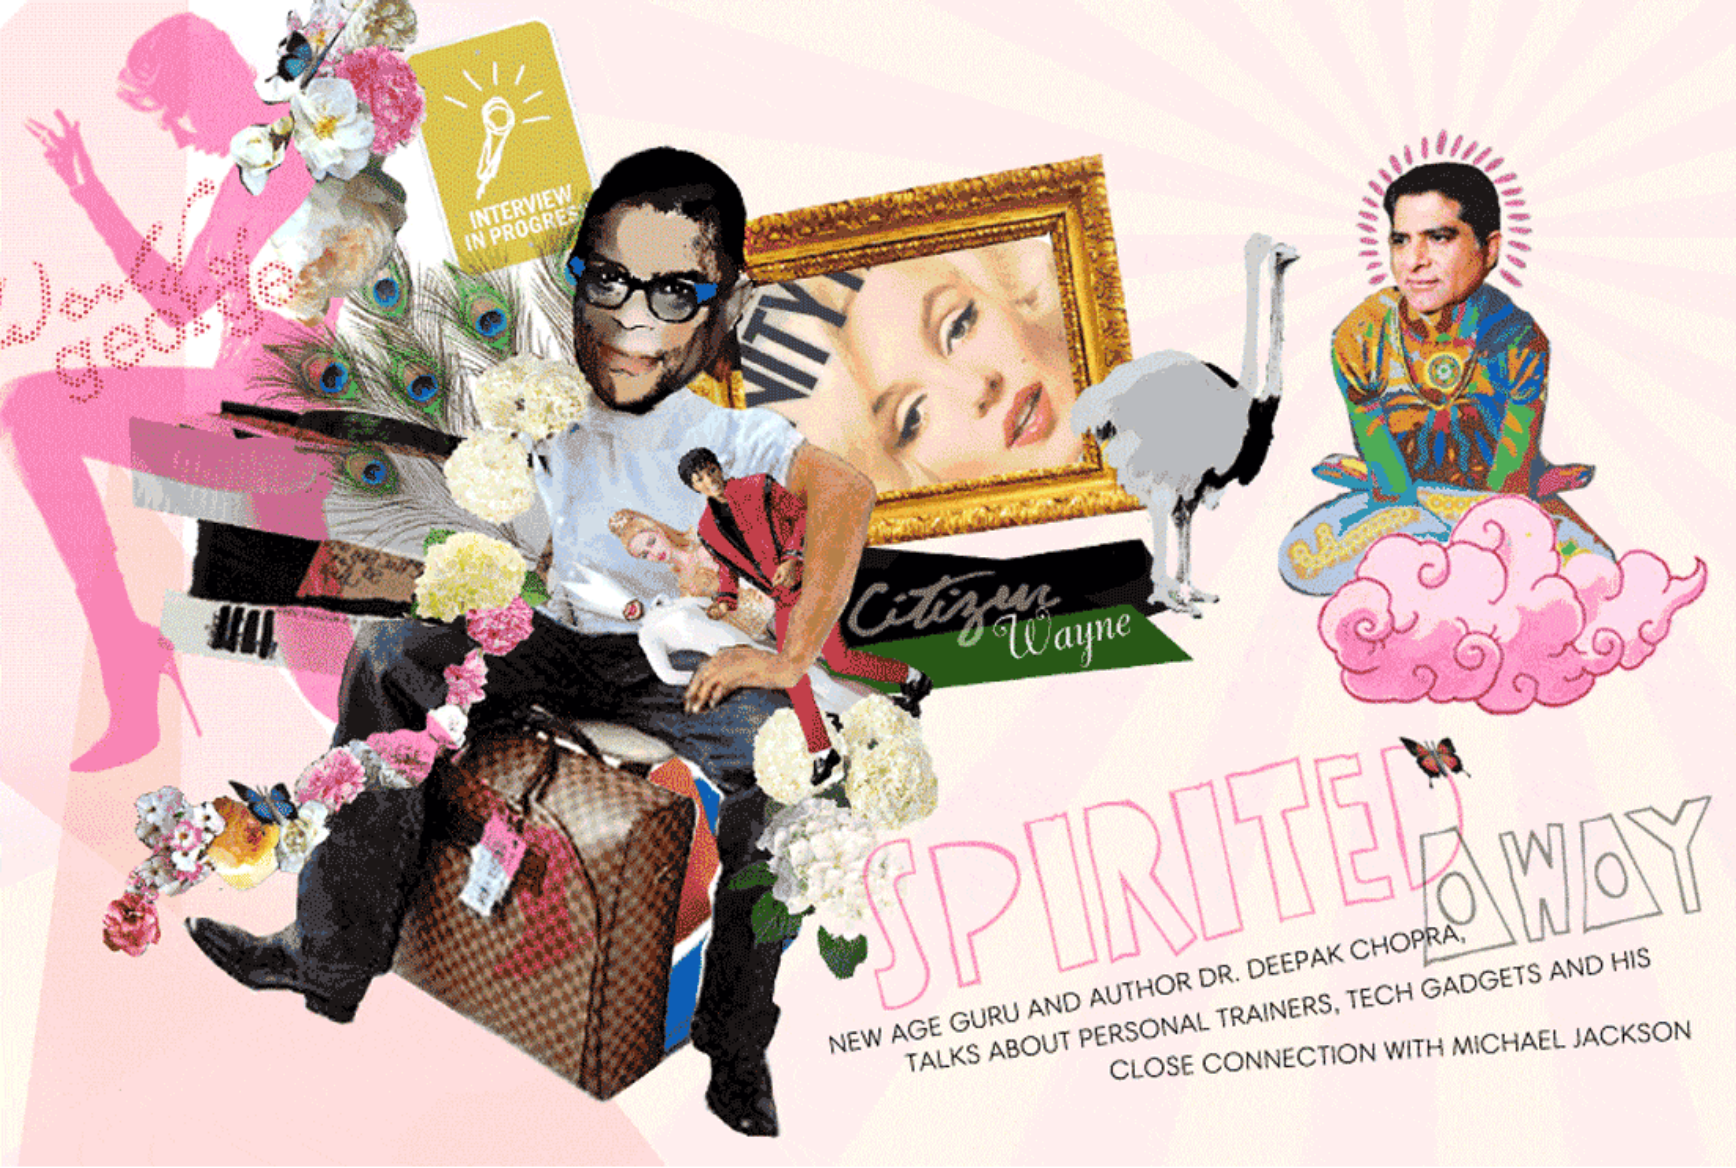 INTERVIEW
IN PROGRES
NITY
Citizen
Wayne
SPIRITED
AWAY
NEW AGE GURU AND AUTHOR DR. DEEPAK CHOPRA,
TALKS ABOUT PERSONAL TRAINERS, TECH GADGETS AND HIS
CLOSE CONNECTION WITH MICHAEL JACKSON